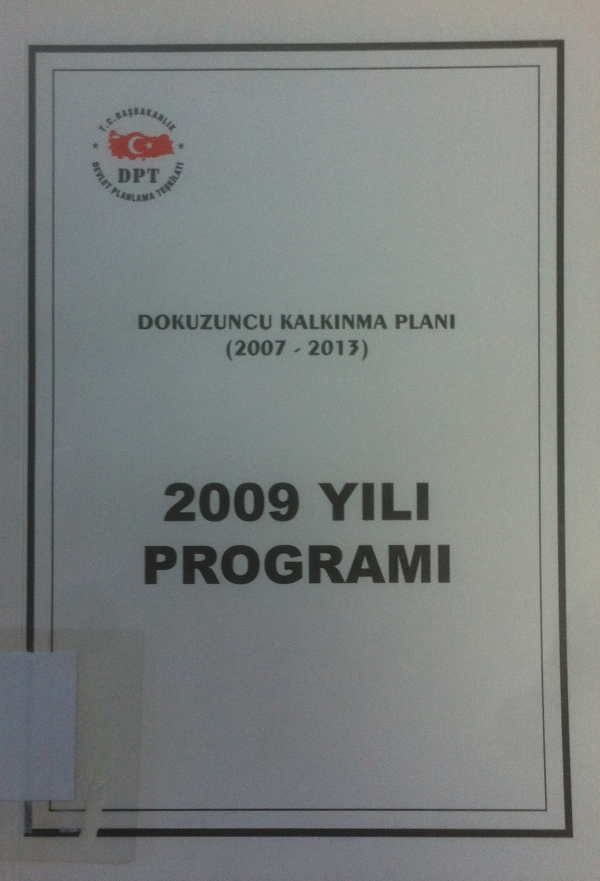 T.C. BAŞBAKANLIK
DPT
DEVLET PLANLAMA TEŞKİLATI
DOKUZUNCU KALKINMA PLANI
(2007 - 2013)
2009 YILI
PROGRAMI